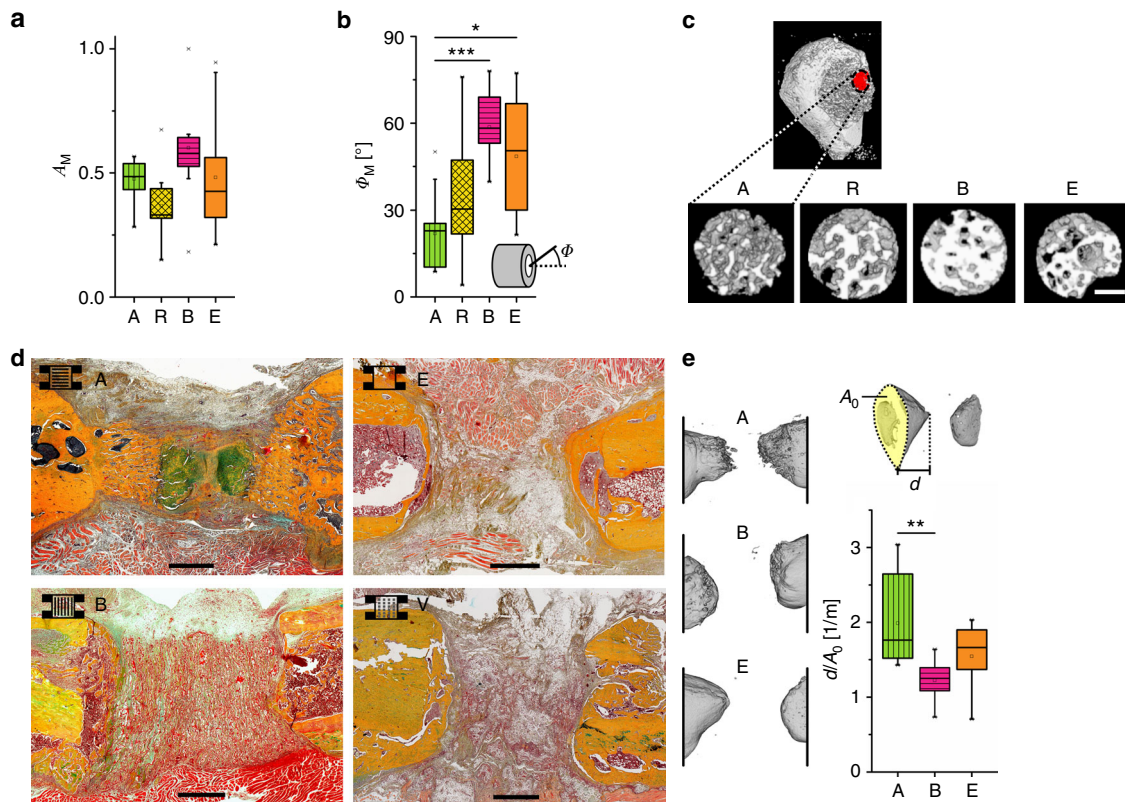 a
1.0
0.5
0.0
A_M
A R B E
b
90
60
30
0
Φ_M [°]
*
***
Φ
A R B E
c
A R B E
d
A
E
B
V
e
A
B
E
A_0
d
**
3
2
1
0
d/A_0 [1/m]
A B E